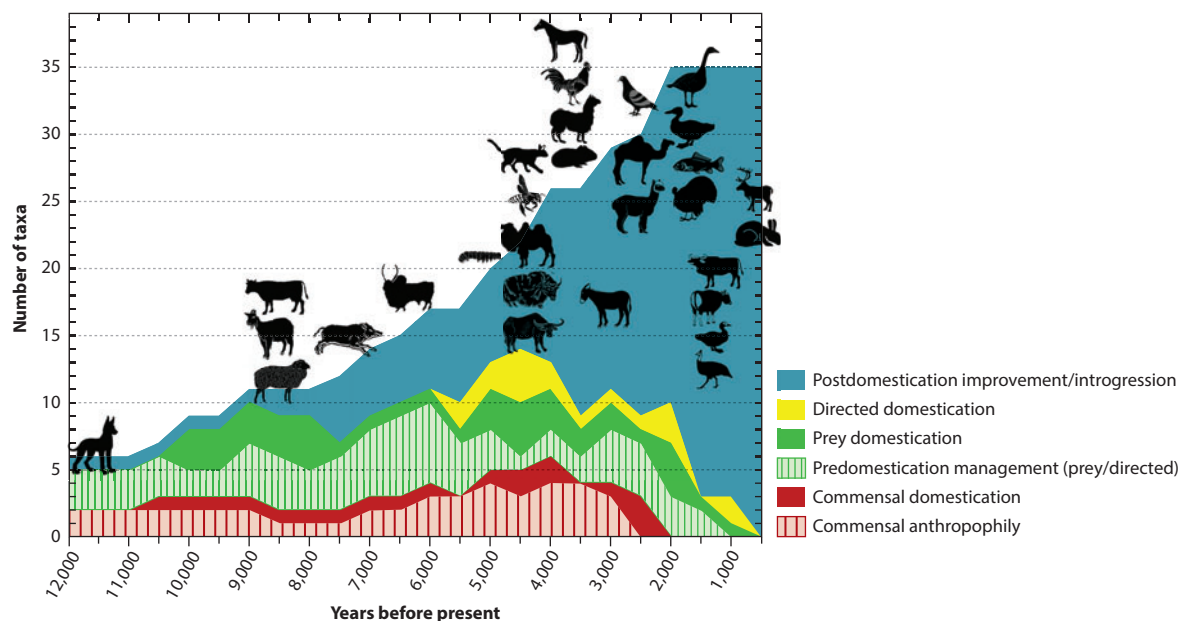 35
30
25
20
15
10
5
0
Number of taxa
12,000
11,000
10,000
9,000
8,000
7,000
6,000
5,000
4,000
3,000
2,000
1,000
Years before present
Postdomestication improvement/introgression
Directed domestication
Prey domestication
Predomestication management (prey/directed)
Commensal domestication
Commensal anthropophily